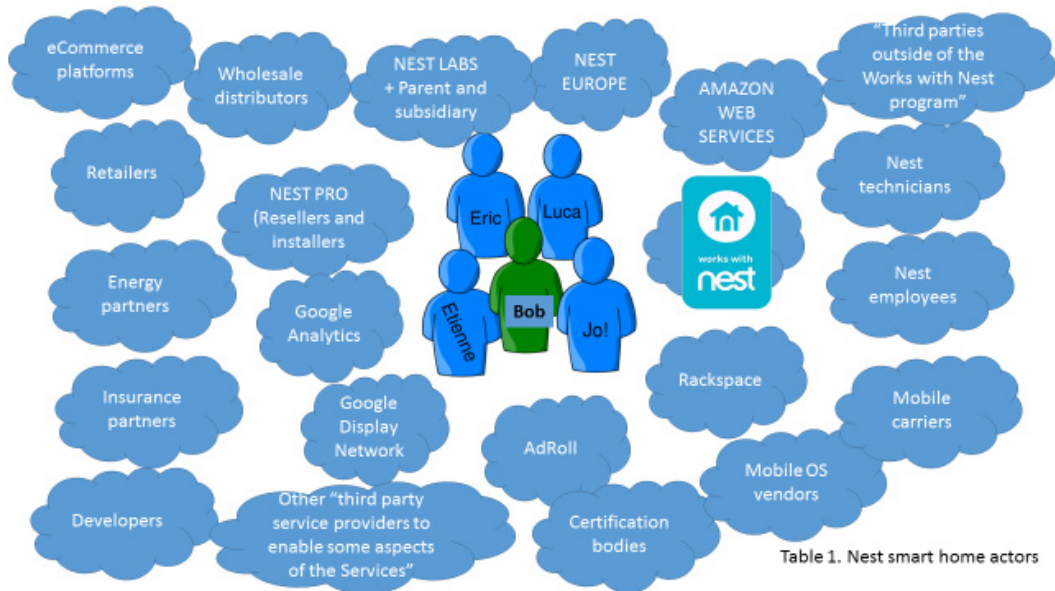 eCommerce
platforms
Wholesale
distributors
NEST LABS
+ Parent and
subsidiary
NEST
EUROPE
AMAZON
WEB
SERVICES
“Third parties
outside of the
Works with Nest
program”
Retailers
NEST PRO
(Resellers and
installers
Eric
Luca
works with
nest
Nest
technicians
Energy
partners
Google
Analytics
Etienne
Bob
Jo!
Nest
employees
Insurance
partners
Google
Display
Network
AdRoll
Rackspace
Mobile
carriers
Developers
Other “third party
service providers to
enable some aspects
of the Services”
Certification
bodies
Mobile OS
vendors
Table 1. Nest smart home actors